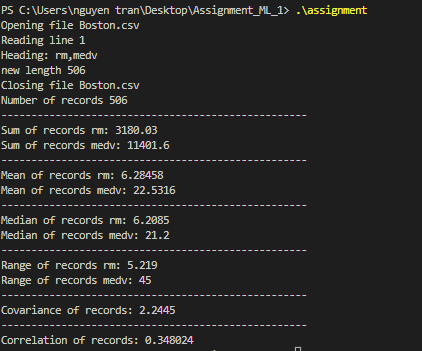 PS C:\Users\nguyen tran\Desktop\Assignment_ML_1> .\assignment
Opening file Boston.csv
Reading line 1
Heading: rm,medv
new length 506
Closing file Boston.csv
Number of records 506
--------------------------------------------------
Sum of records rm: 3180.03
Sum of records medv: 11401.6
--------------------------------------------------
Mean of records rm: 6.28458
Mean of records medv: 22.5316
--------------------------------------------------
Median of records rm: 6.2085
Median of records medv: 21.2
--------------------------------------------------
Range of records rm: 5.219
Range of records medv: 45
--------------------------------------------------
Covariance of records: 2.2445
--------------------------------------------------
Correlation of records: 0.348024